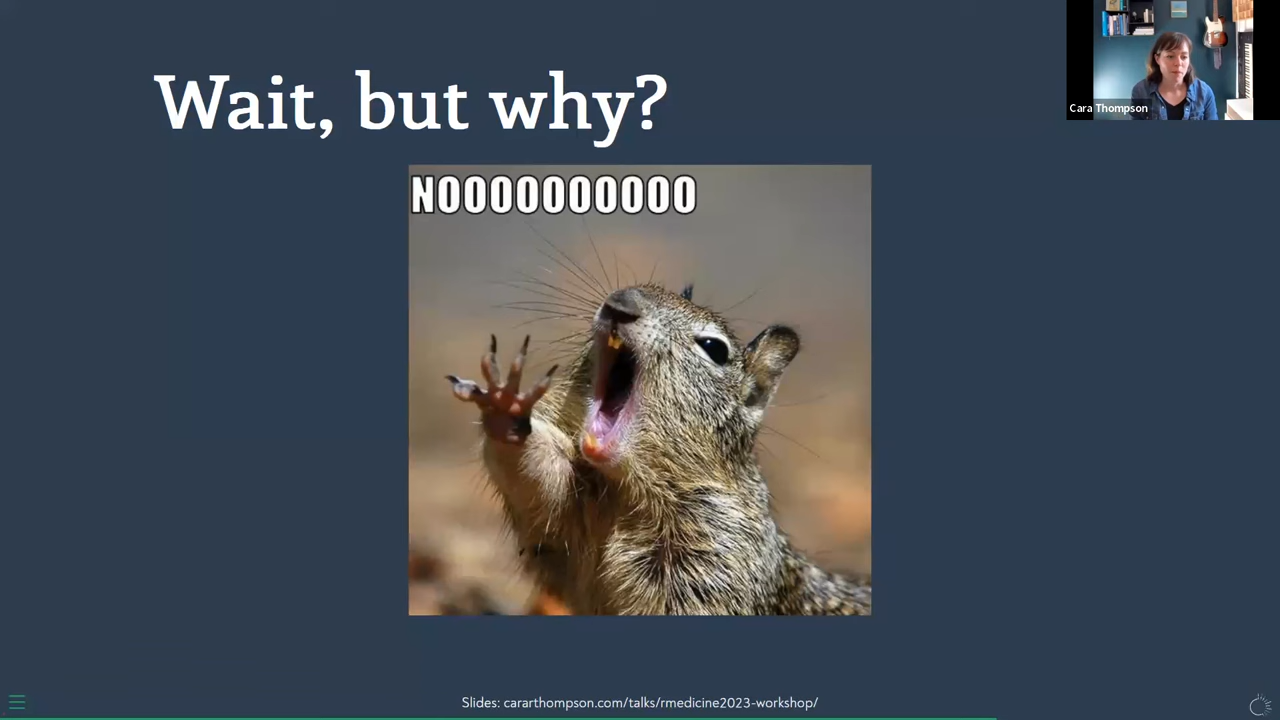 Wait, but why?
Cara Thompson
NOOOOOOOOOO
Slides: cararthompson.com/talks/rmedicine2023-workshop/